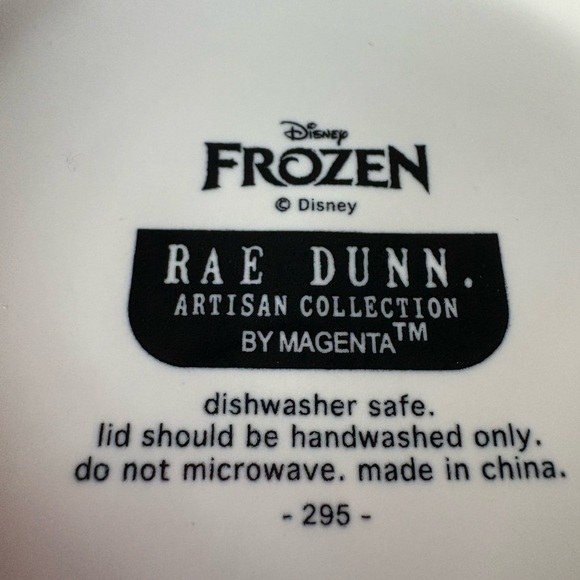 Disney
FROZEN
© Disney
RAE DUNN.
ARTISAN COLLECTION
BY MAGENTA™
dishwasher safe.
lid should be handwashed only.
do not microwave. made in china.
- 295 -